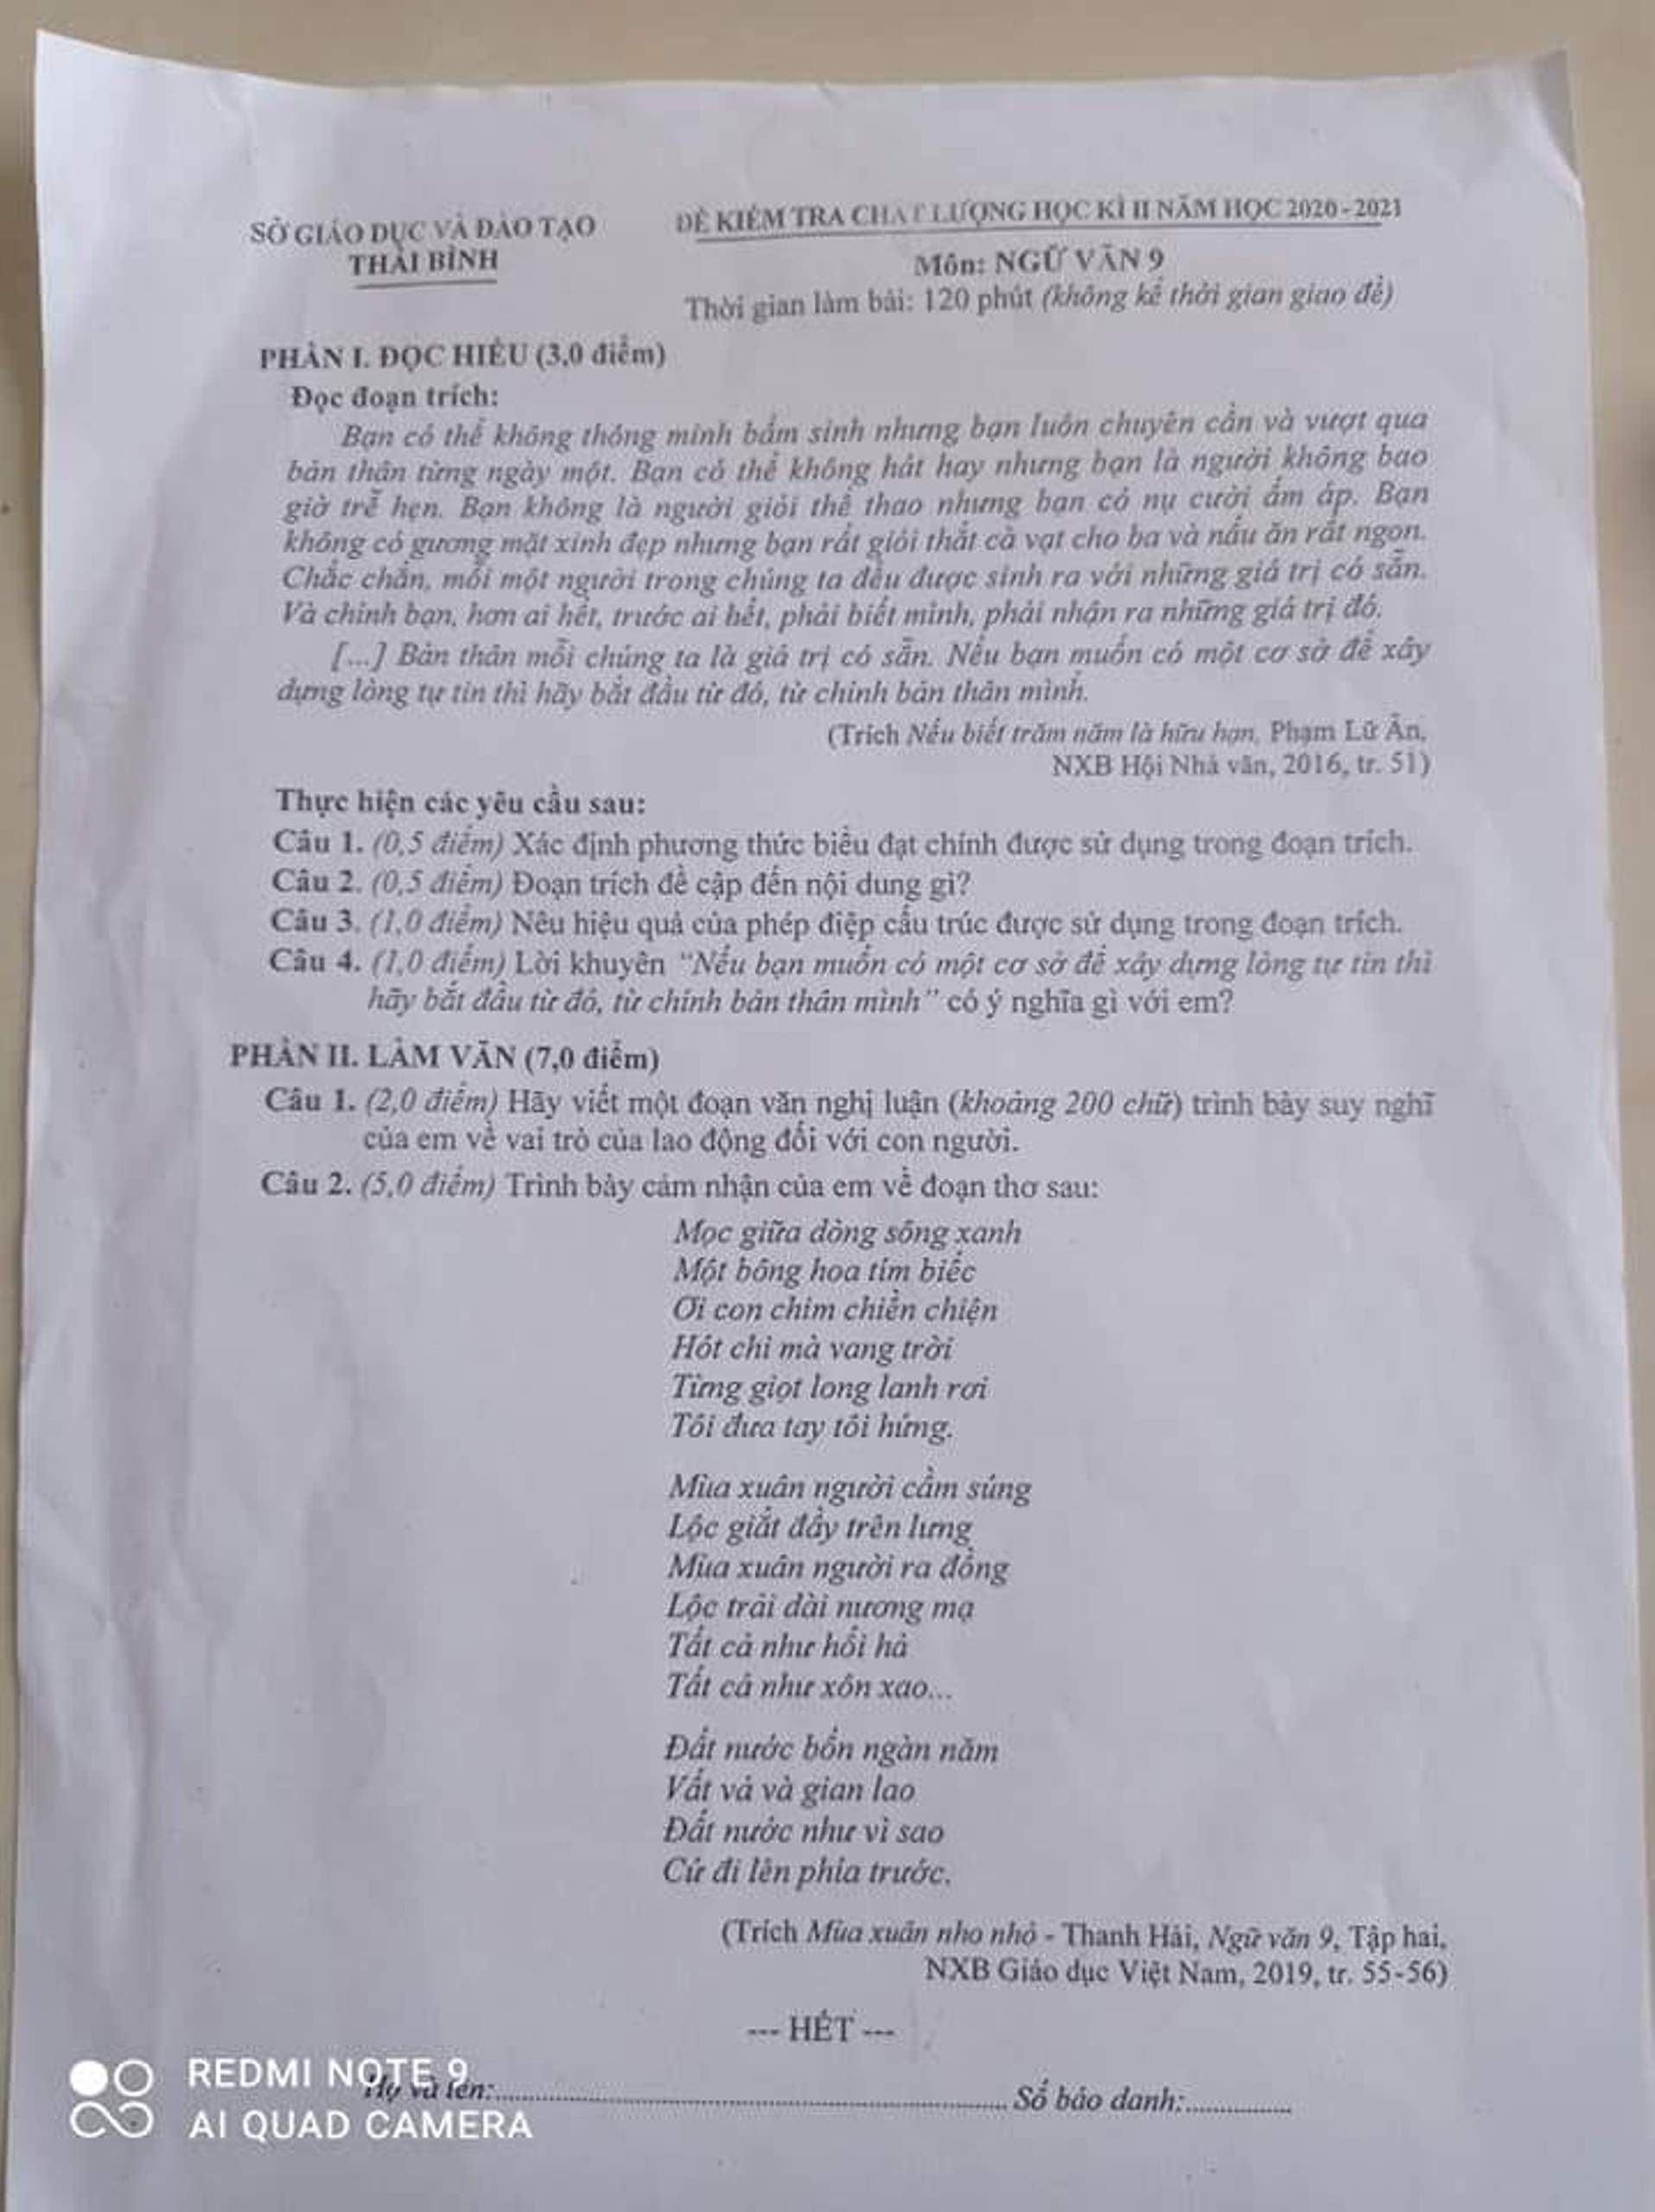 SỞ GIÁO DỤC VÀ ĐÀO TẠO
THÁI BÌNH
ĐỀ KIỂM TRA CHẤT LƯỢNG HỌC KÌ II NĂM HỌC 2020 - 2021
Môn: NGỮ VĂN 9
Thời gian làm bài: 120 phút (không kể thời gian giao đề)
PHẦN I. ĐỌC HIỂU (3,0 điểm)
Đọc đoạn trích:
Bạn có thể không thông minh bẩm sinh nhưng bạn luôn chuyên cần và vượt qua
bản thân từng ngày một. Bạn có thể không hát hay nhưng bạn là người không bao
giờ trễ hẹn. Bạn không là người giỏi thể thao nhưng bạn có nụ cười ấm áp. Bạn
không có gương mặt xinh đẹp nhưng bạn rất giỏi thắt cà vạt cho ba và nấu ăn rất ngon.
Chắc chắn, mỗi một người trong chúng ta đều được sinh ra với những giá trị có sẵn.
Và chính bạn, hơn ai hết, trước ai hết, phải biết mình, phải nhận ra những giá trị đó.
[...] Bản thân mỗi chúng ta là giá trị có sẵn. Nếu bạn muốn có một cơ sở để xây
dựng lòng tự tin thì hãy bắt đầu từ đó, từ chính bản thân mình.
(Trích Nếu biết trăm năm là hữu hạn, Phạm Lữ Ân,
NXB Hội Nhà văn, 2016, tr. 51)
Thực hiện các yêu cầu sau:
Câu 1. (0,5 điểm) Xác định phương thức biểu đạt chính được sử dụng trong đoạn trích.
Câu 2. (0,5 điểm) Đoạn trích đề cập đến nội dung gì?
Câu 3. (1,0 điểm) Nêu hiệu quả của phép điệp cấu trúc được sử dụng trong đoạn trích.
Câu 4. (1,0 điểm) Lời khuyên “Nếu bạn muốn có một cơ sở để xây dựng lòng tự tin thì
hãy bắt đầu từ đó, từ chính bản thân mình” có ý nghĩa gì với em?
PHẦN II. LÀM VĂN (7,0 điểm)
Câu 1. (2,0 điểm) Hãy viết một đoạn văn nghị luận (khoảng 200 chữ) trình bày suy nghĩ
của em về vai trò của lao động đối với con người.
Câu 2. (5,0 điểm) Trình bày cảm nhận của em về đoạn thơ sau:
Mọc giữa dòng sông xanh
Một bông hoa tím biếc
Ơi con chim chiền chiện
Hót chi mà vang trời
Từng giọt long lanh rơi
Tôi đưa tay tôi hứng.
Mùa xuân người cầm súng
Lộc giắt đầy trên lưng
Mùa xuân người ra đồng
Lộc trải dài nương mạ
Tất cả như hối hả
Tất cả như xôn xao...
Đất nước bốn ngàn năm
Vất vả và gian lao
Đất nước như vì sao
Cứ đi lên phía trước.
(Trích Mùa xuân nho nhỏ - Thanh Hải, Ngữ văn 9, Tập hai,
NXB Giáo dục Việt Nam, 2019, tr. 55-56)
--- HẾT ---
Họ và tên:.......... Số báo danh:..........
REDMI NOTE 9
AI QUAD CAMERA